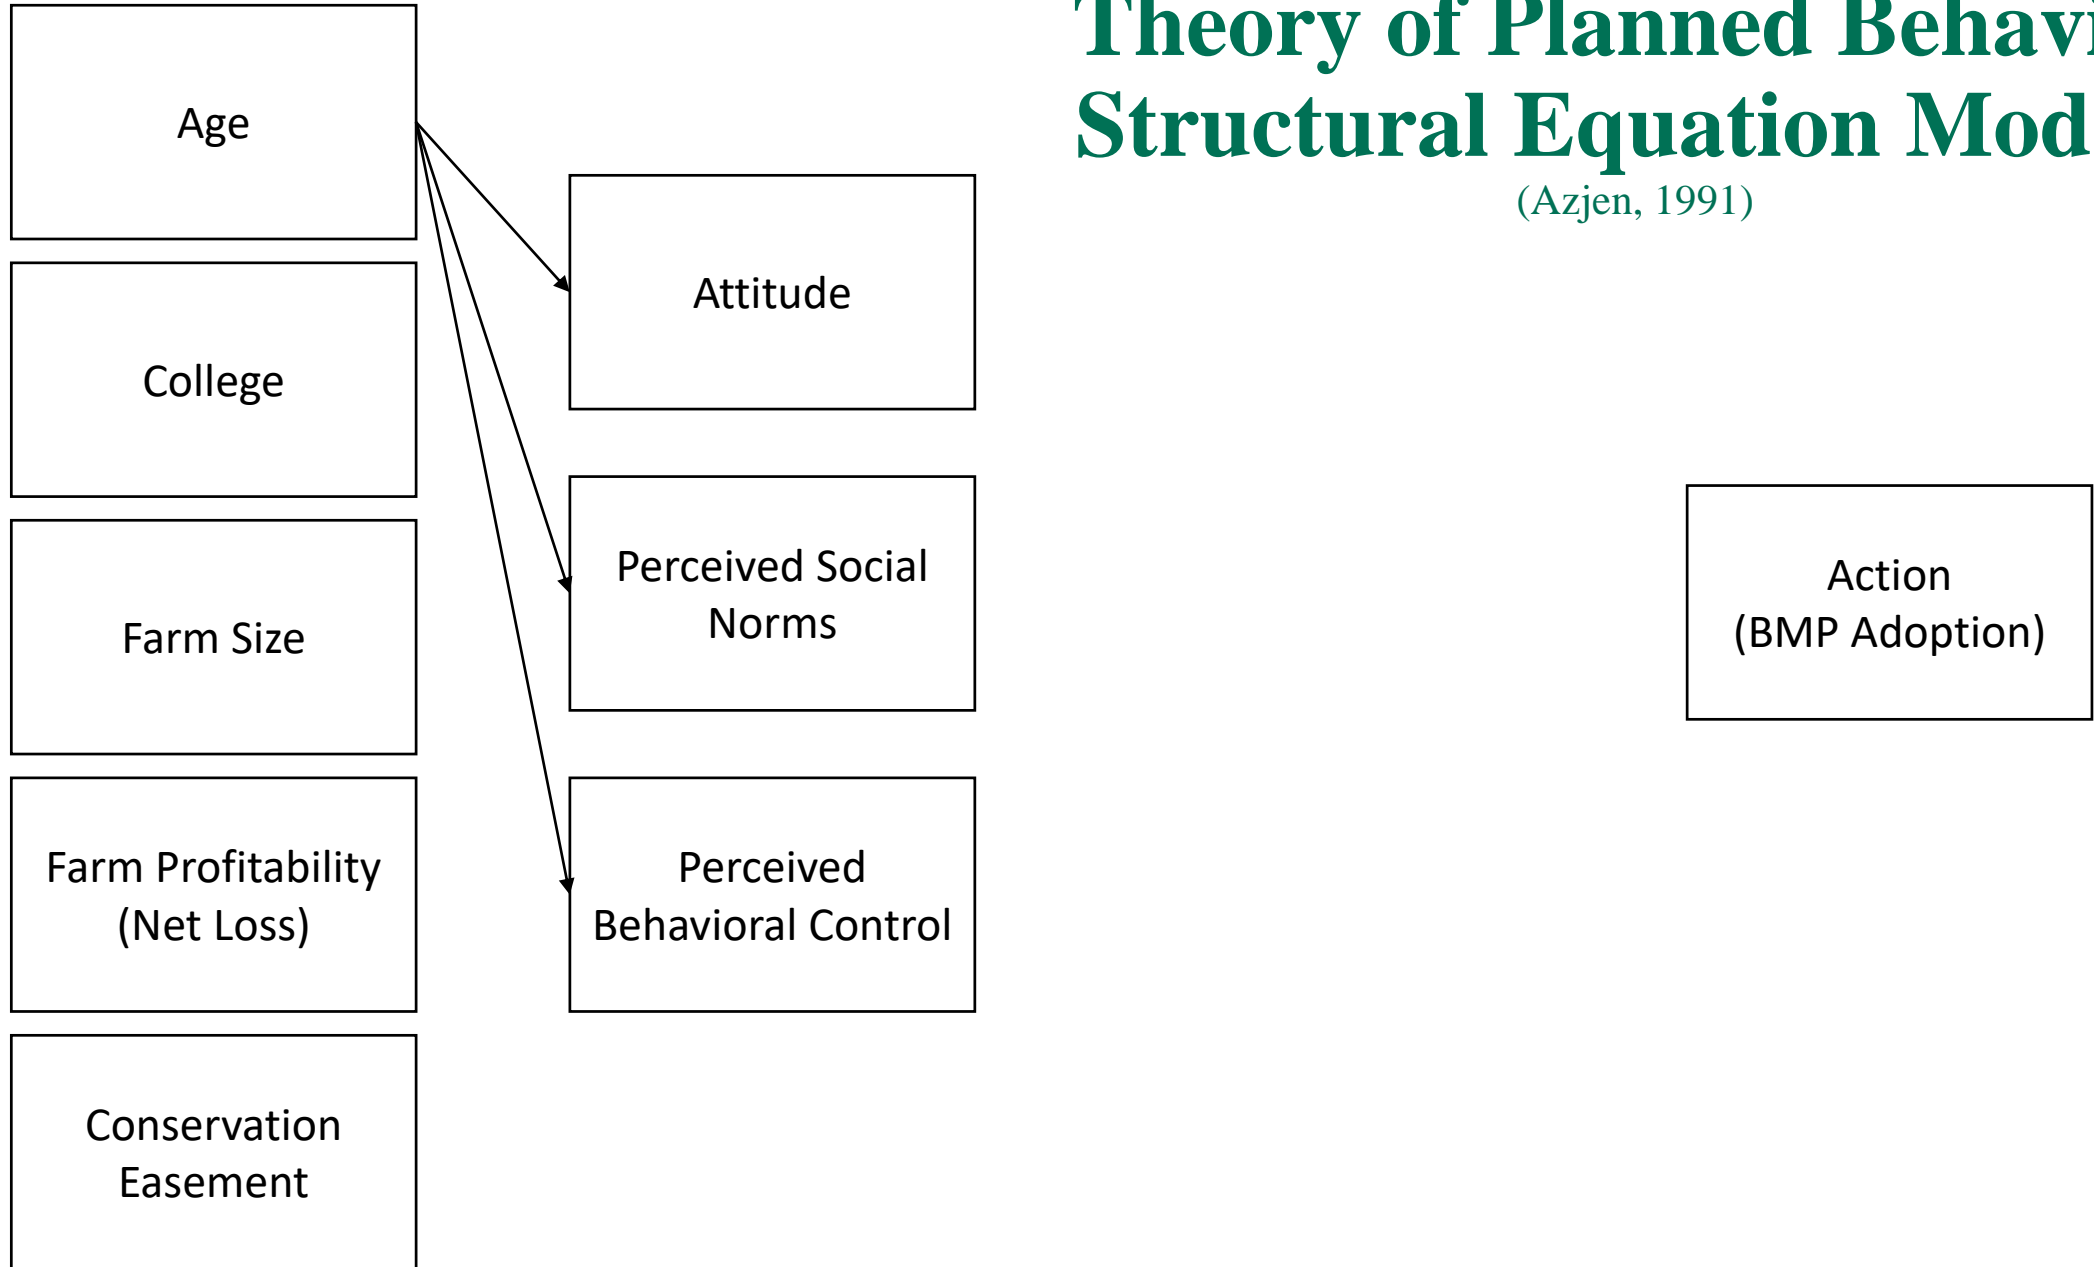 Theory of Planned Behavi
Structural Equation Mod
(Azjen, 1991)
Age
College
Farm Size
Farm Profitability
(Net Loss)
Conservation
Easement
Attitude
Perceived Social
Norms
Perceived
Behavioral Control
Action
(BMP Adoption)